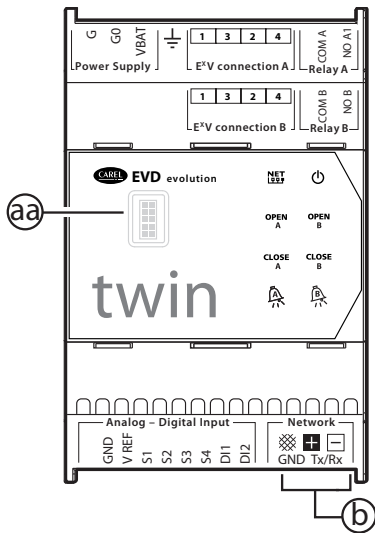 G G0 VBAT
1 3 2 4
COM A NO A1
Power Supply
EXV connection A
Relay A
1 3 2 4
COM B NO B
EXV connection B
Relay B
CAREL EVD evolution
NET
OPEN A OPEN B
CLOSE A CLOSE B
A B
aa
twin
Analog – Digital Input
Network
GND V REF S1 S2 S3 S4 DI1 DI2
GND Tx/Rx
b